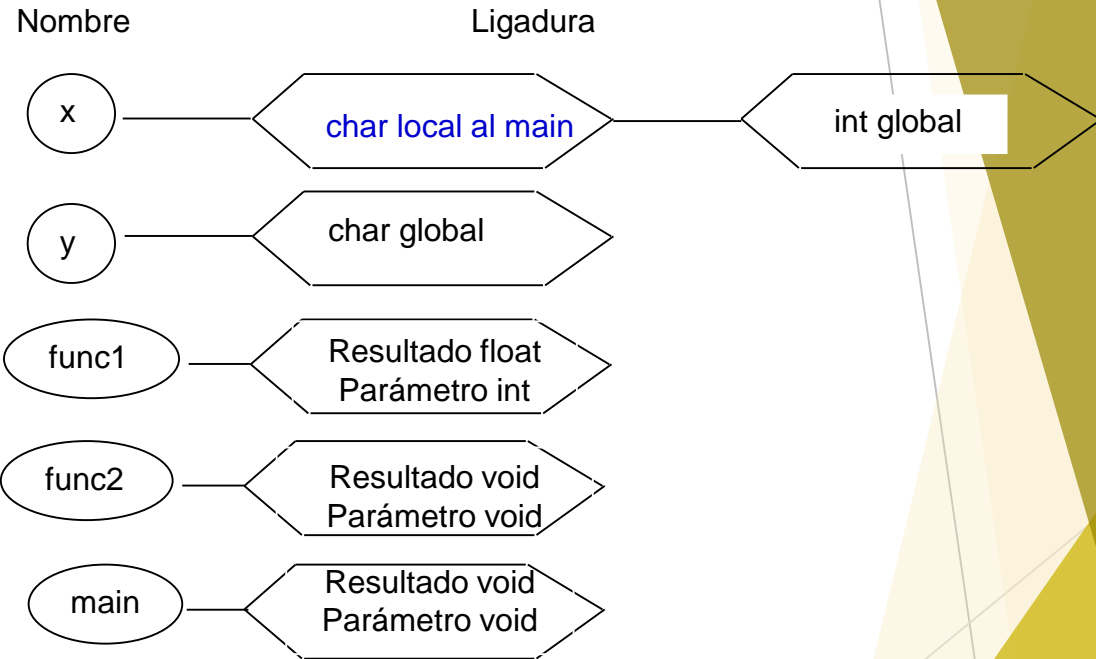 Nombre Ligadura
x char local al main int global
y char global
func1 Resultado float
Parámetro int
func2 Resultado void
Parámetro void
main Resultado void
Parámetro void